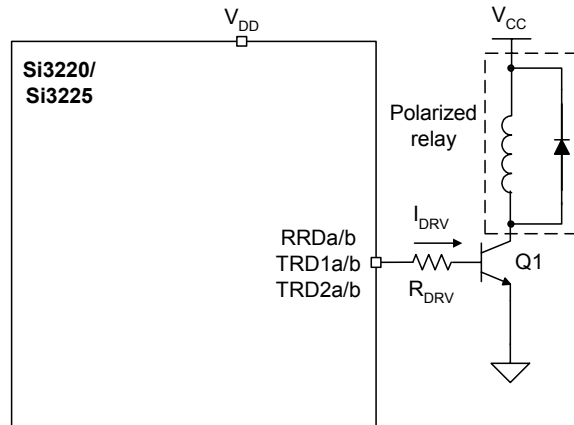 V_DD
V_CC
Si3220/
Si3225
Polarized
relay
I_DRV
RRDa/b
TRD1a/b
TRD2a/b
Q1
R_DRV